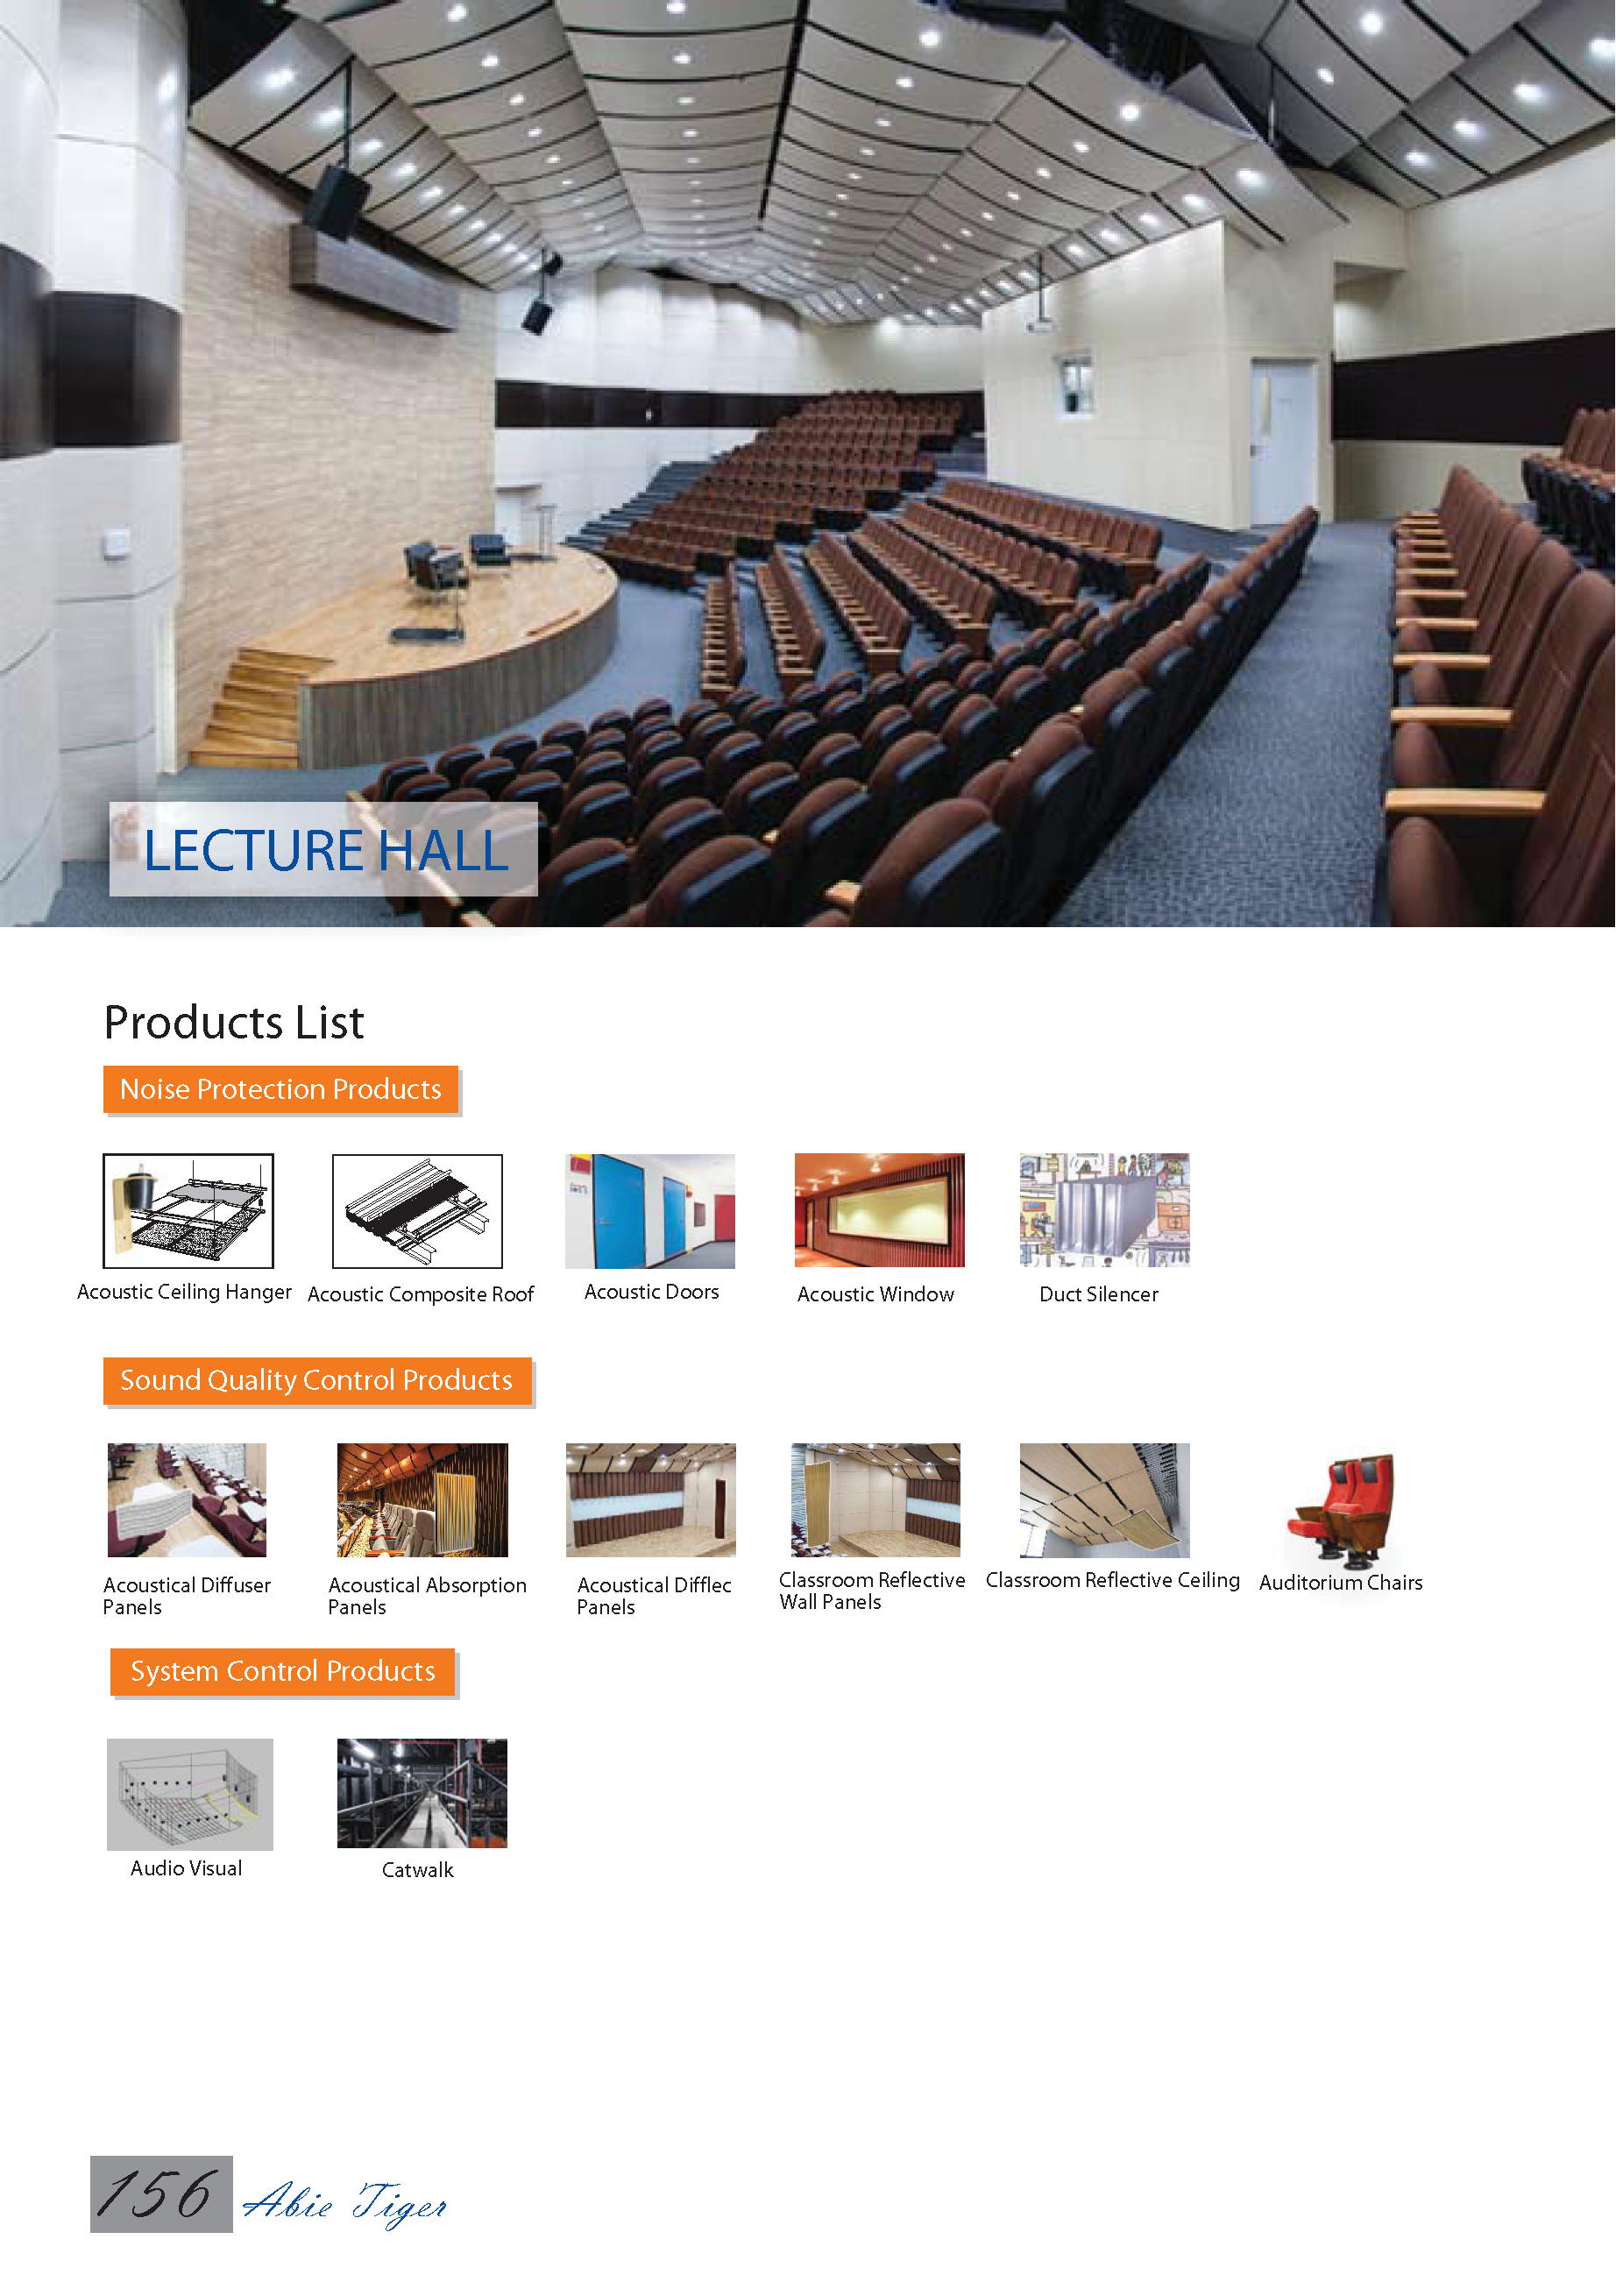 LECTURE HALL
Products List
Noise Protection Products
Acoustic Ceiling Hanger
Acoustic Composite Roof
Acoustic Doors
Acoustic Window
Duct Silencer
Sound Quality Control Products
Acoustical Diffuser
Panels
Acoustical Absorption
Panels
Acoustical Difflec
Panels
Classroom Reflective
Wall Panels
Classroom Reflective Ceiling
Auditorium Chairs
System Control Products
Audio Visual
Catwalk
156 Abie Tiger